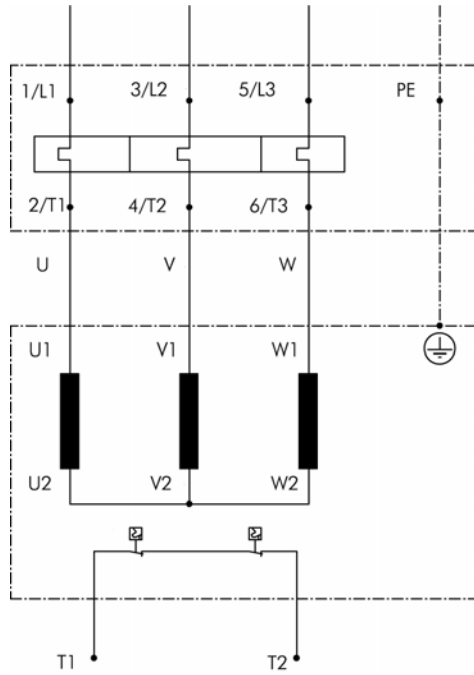 1/L1 3/L2 5/L3 PE
2/T1 4/T2 6/T3
U V W
U1 V1 W1
U2 V2 W2
T1 T2